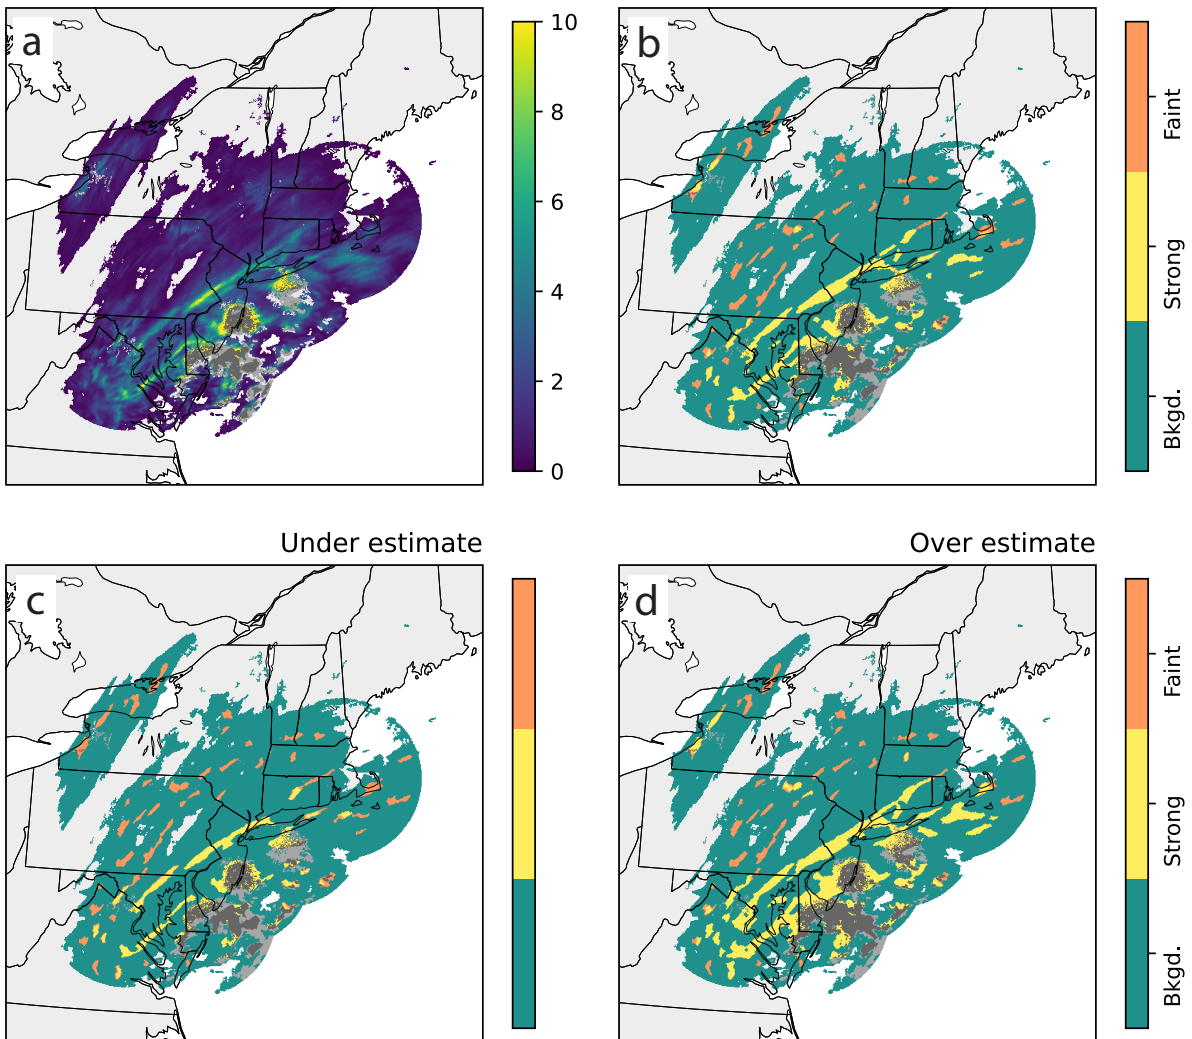 a
10
8
6
4
2
0
b
Faint
Strong
Bkgd.
Under estimate
c
Over estimate
d
Faint
Strong
Bkgd.